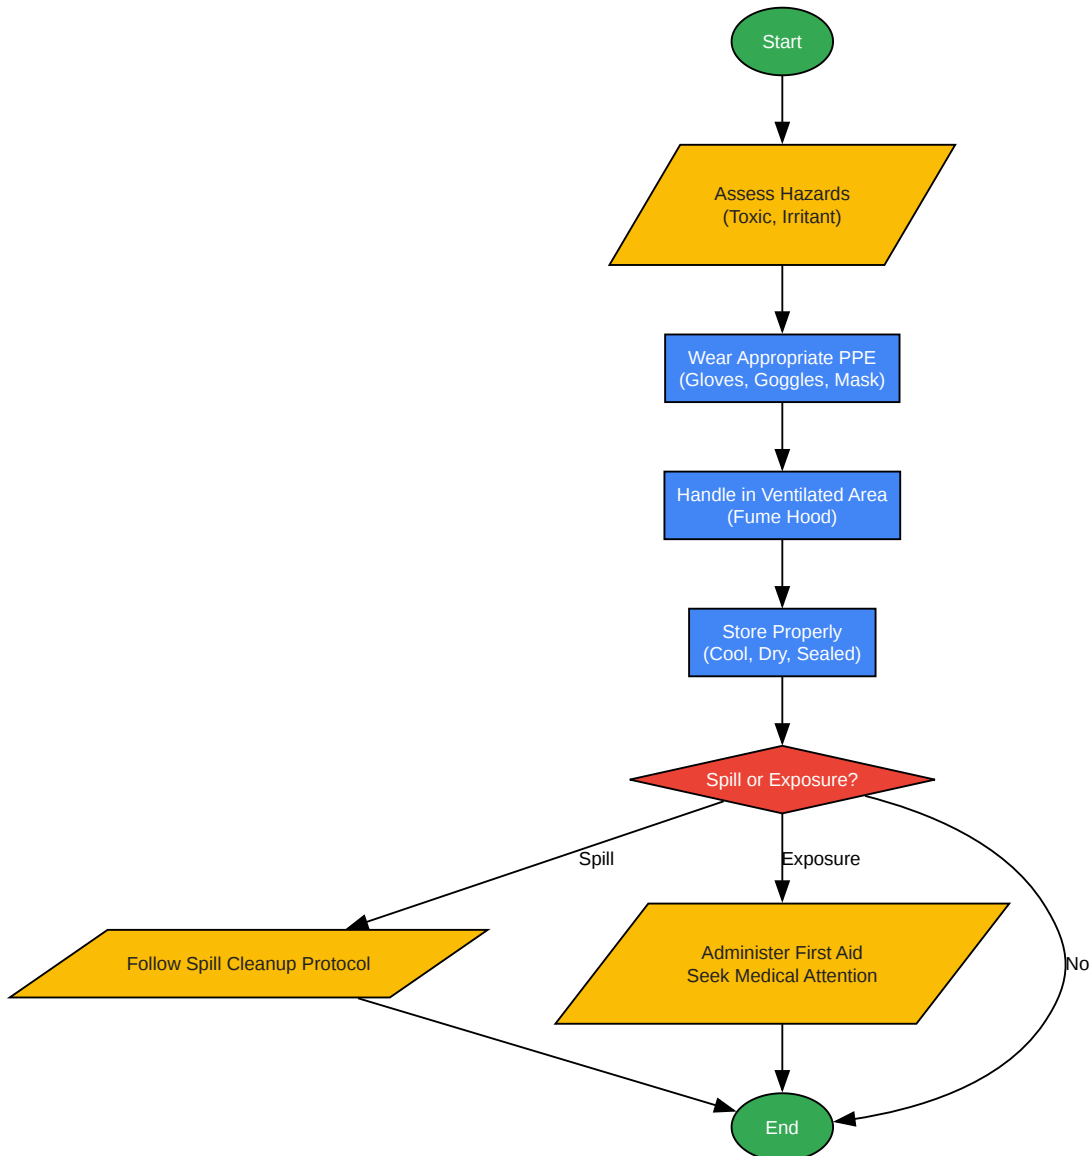 Start
Assess Hazards
(Toxic, Irritant)
Wear Appropriate PPE
(Gloves, Goggles, Mask)
Handle in Ventilated Area
(Fume Hood)
Store Properly
(Cool, Dry, Sealed)
Spill or Exposure?
Spill
Exposure
No
Follow Spill Cleanup Protocol
Administer First Aid
Seek Medical Attention
End